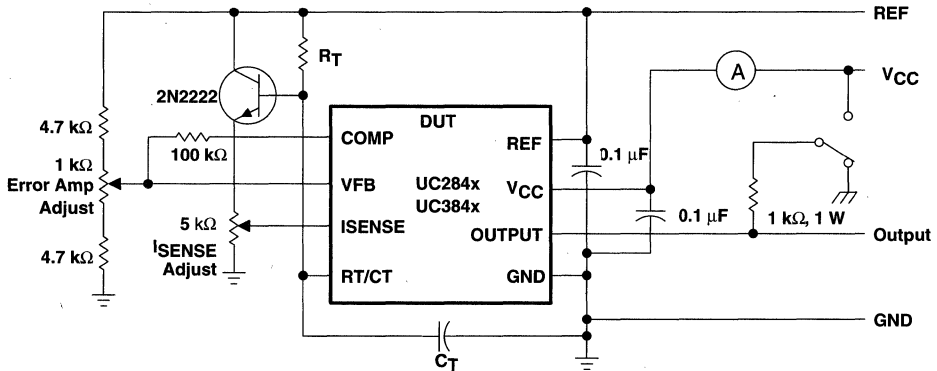 REF
RT
A
VCC
2N2222
4.7 kΩ
DUT
COMP
REF
0.1 µF
100 kΩ
1 kΩ
Error Amp
Adjust
VFB
UC284x
UC384x
VCC
0.1 µF
1 kΩ, 1 W
5 kΩ
ISENSE
Adjust
ISENSE
OUTPUT
Output
4.7 kΩ
RT/CT
GND
GND
CT